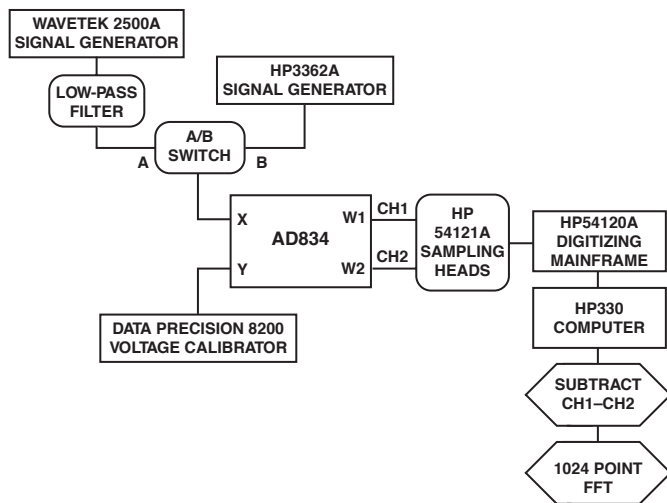 WAVETEK 2500A
SIGNAL GENERATOR
LOW-PASS
FILTER
HP3362A
SIGNAL GENERATOR
A/B
SWITCH
A
B
X
Y
AD834
W1
W2
CH1
CH2
HP
54121A
SAMPLING
HEADS
HP54120A
DIGITIZING
MAINFRAME
HP330
COMPUTER
DATA PRECISION 8200
VOLTAGE CALIBRATOR
SUBTRACT
CH1–CH2
1024 POINT
FFT